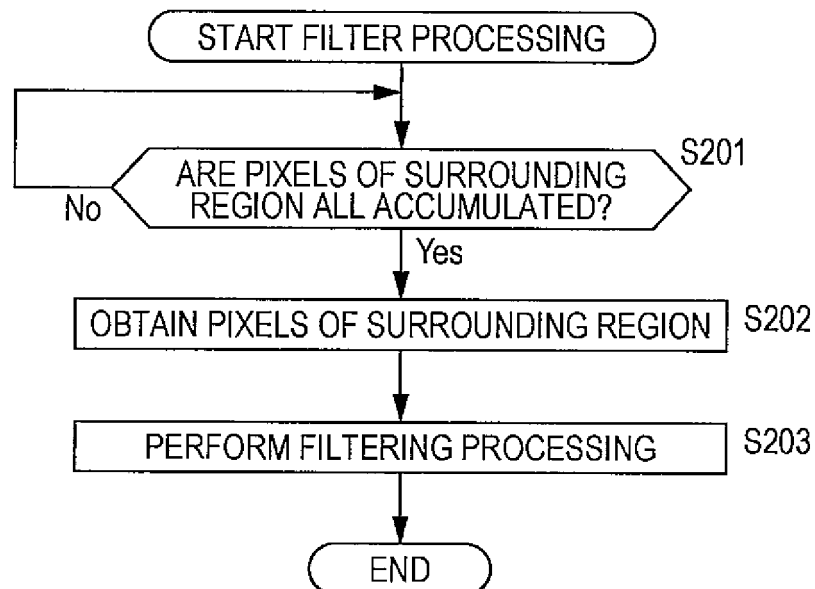 START FILTER PROCESSING
S201
ARE PIXELS OF SURROUNDING
REGION ALL ACCUMULATED?
No
Yes
OBTAIN PIXELS OF SURROUNDING REGION
S202
PERFORM FILTERING PROCESSING
S203
END